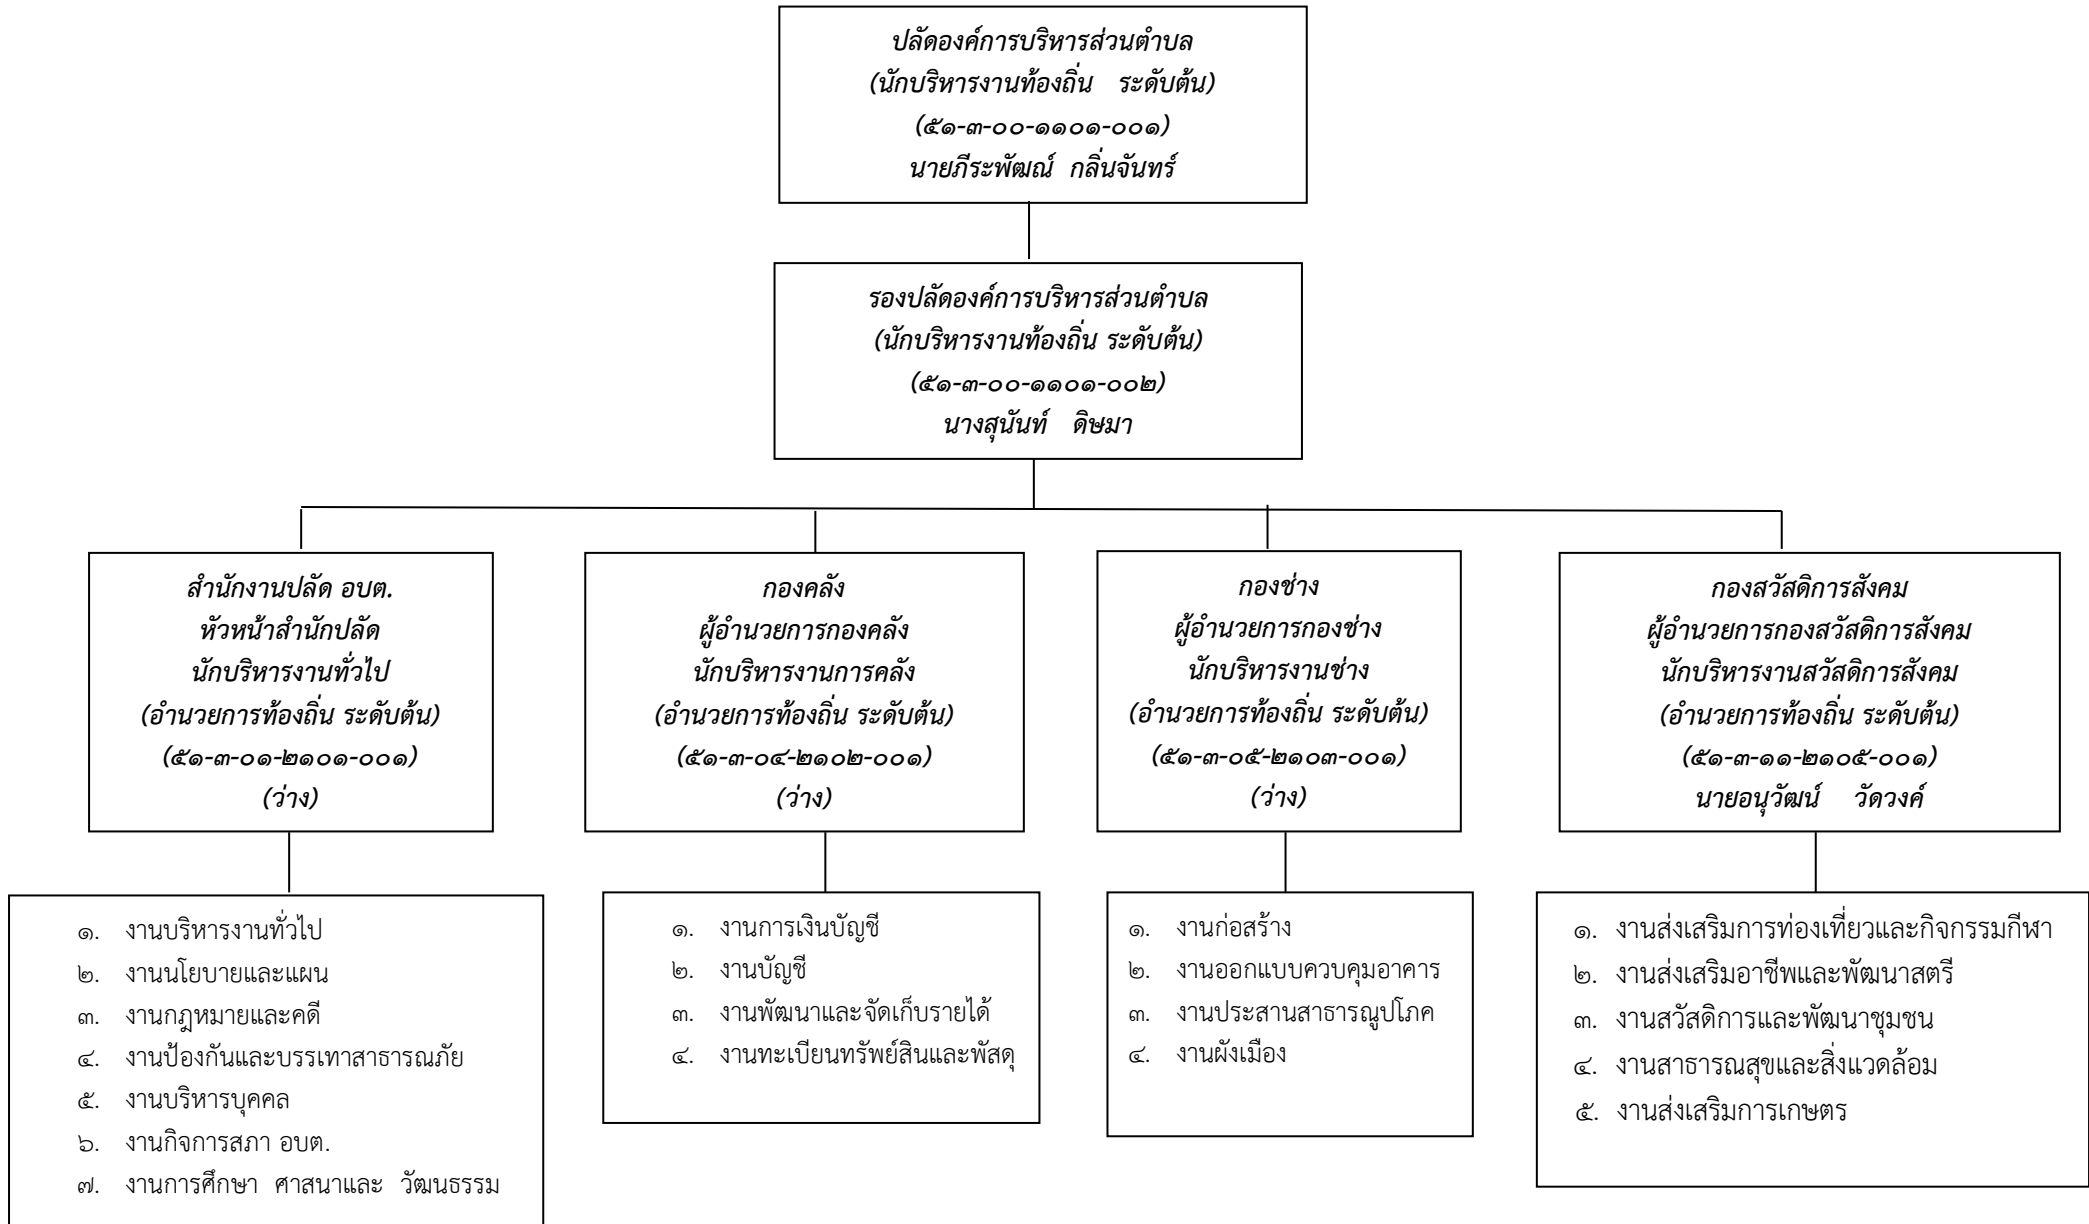 ปลัดองค์การบริหารส่วนตำบล
(นักบริหารงานท้องถิ่น ระดับต้น)
(๕๑-๓-๐๐-๑๑๐๑-๐๐๑)
นายภีระพัฒณ์ กลิ่นจันทร์
รองปลัดองค์การบริหารส่วนตำบล
(นักบริหารงานท้องถิ่น ระดับต้น)
(๕๑-๓-๐๐-๑๑๐๑-๐๐๒)
นางสุนันท์ ดิษมา
สำนักงานปลัด อบต.
หัวหน้าสำนักปลัด
นักบริหารงานทั่วไป
(อำนวยการท้องถิ่น ระดับต้น)
(๕๑-๓-๐๑-๒๑๐๑-๐๐๑)
(ว่าง)
กองคลัง
ผู้อำนวยการกองคลัง
นักบริหารงานการคลัง
(อำนวยการท้องถิ่น ระดับต้น)
(๕๑-๓-๐๔-๒๑๐๒-๐๐๑)
(ว่าง)
กองช่าง
ผู้อำนวยการกองช่าง
นักบริหารงานช่าง
(อำนวยการท้องถิ่น ระดับต้น)
(๕๑-๓-๐๕-๒๑๐๓-๐๐๑)
(ว่าง)
กองสวัสดิการสังคม
ผู้อำนวยการกองสวัสดิการสังคม
นักบริหารงานสวัสดิการสังคม
(อำนวยการท้องถิ่น ระดับต้น)
(๕๑-๓-๑๑-๒๑๐๕-๐๐๑)
นายอนุวัฒน์ วัดวงค์
๑. งานบริหารงานทั่วไป
๒. งานนโยบายและแผน
๓. งานกฎหมายและคดี
๔. งานป้องกันและบรรเทาสาธารณภัย
๕. งานบริหารบุคคล
๖. งานกิจการสภา อบต.
๗. งานการศึกษา ศาสนาและ วัฒนธรรม
๑. งานการเงินบัญชี
๒. งานบัญชี
๓. งานพัฒนาและจัดเก็บรายได้
๔. งานทะเบียนทรัพย์สินและพัสดุ
๑. งานก่อสร้าง
๒. งานออกแบบควบคุมอาคาร
๓. งานประสานสาธารณูปโภค
๔. งานผังเมือง
๑. งานส่งเสริมการท่องเที่ยวและกิจกรรมกีฬา
๒. งานส่งเสริมอาชีพและพัฒนาสตรี
๓. งานสวัสดิการและพัฒนาชุมชน
๔. งานสาธารณสุขและสิ่งแวดล้อม
๕. งานส่งเสริมการเกษตร